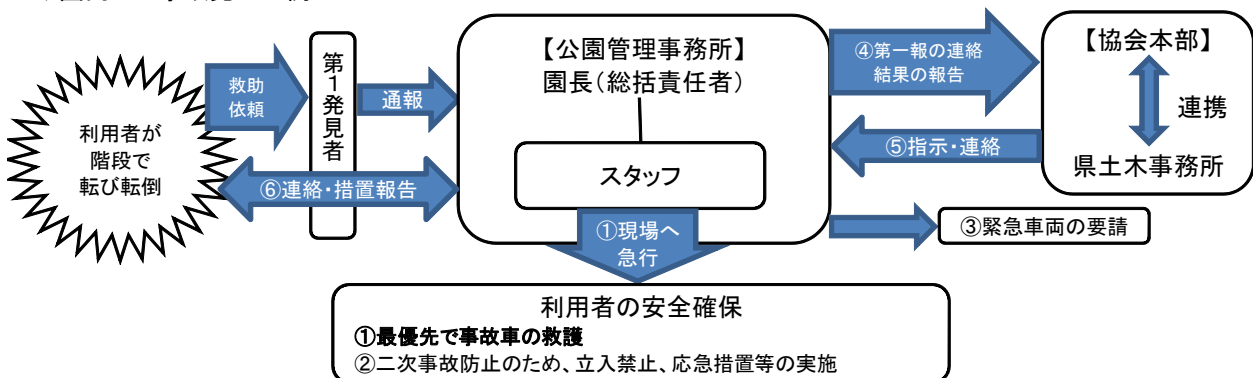 利用者が
階段で
転び転倒
救助
依頼
第1発見者
通報
⑥連絡・措置報告
【公園管理事務所】
園長(総括責任者)
スタッフ
①現場へ
急行
④第一報の連絡
結果の報告
⑤指示・連絡
【協会本部】
連携
県土木事務所
③緊急車両の要請
利用者の安全確保
①最優先で事故車の救護
②二次事故防止のため、立入禁止、応急措置等の実施